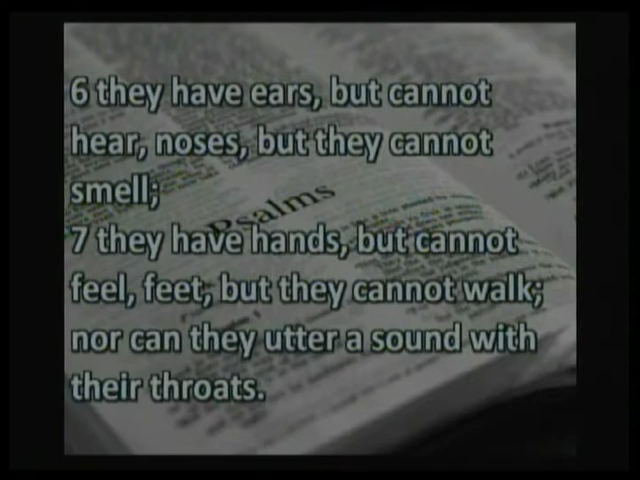 6 they have ears, but cannot
hear, noses, but they cannot
smell;
Psalms
7 they have hands, but cannot
feel, feet, but they cannot walk;
nor can they utter a sound with
their throats.